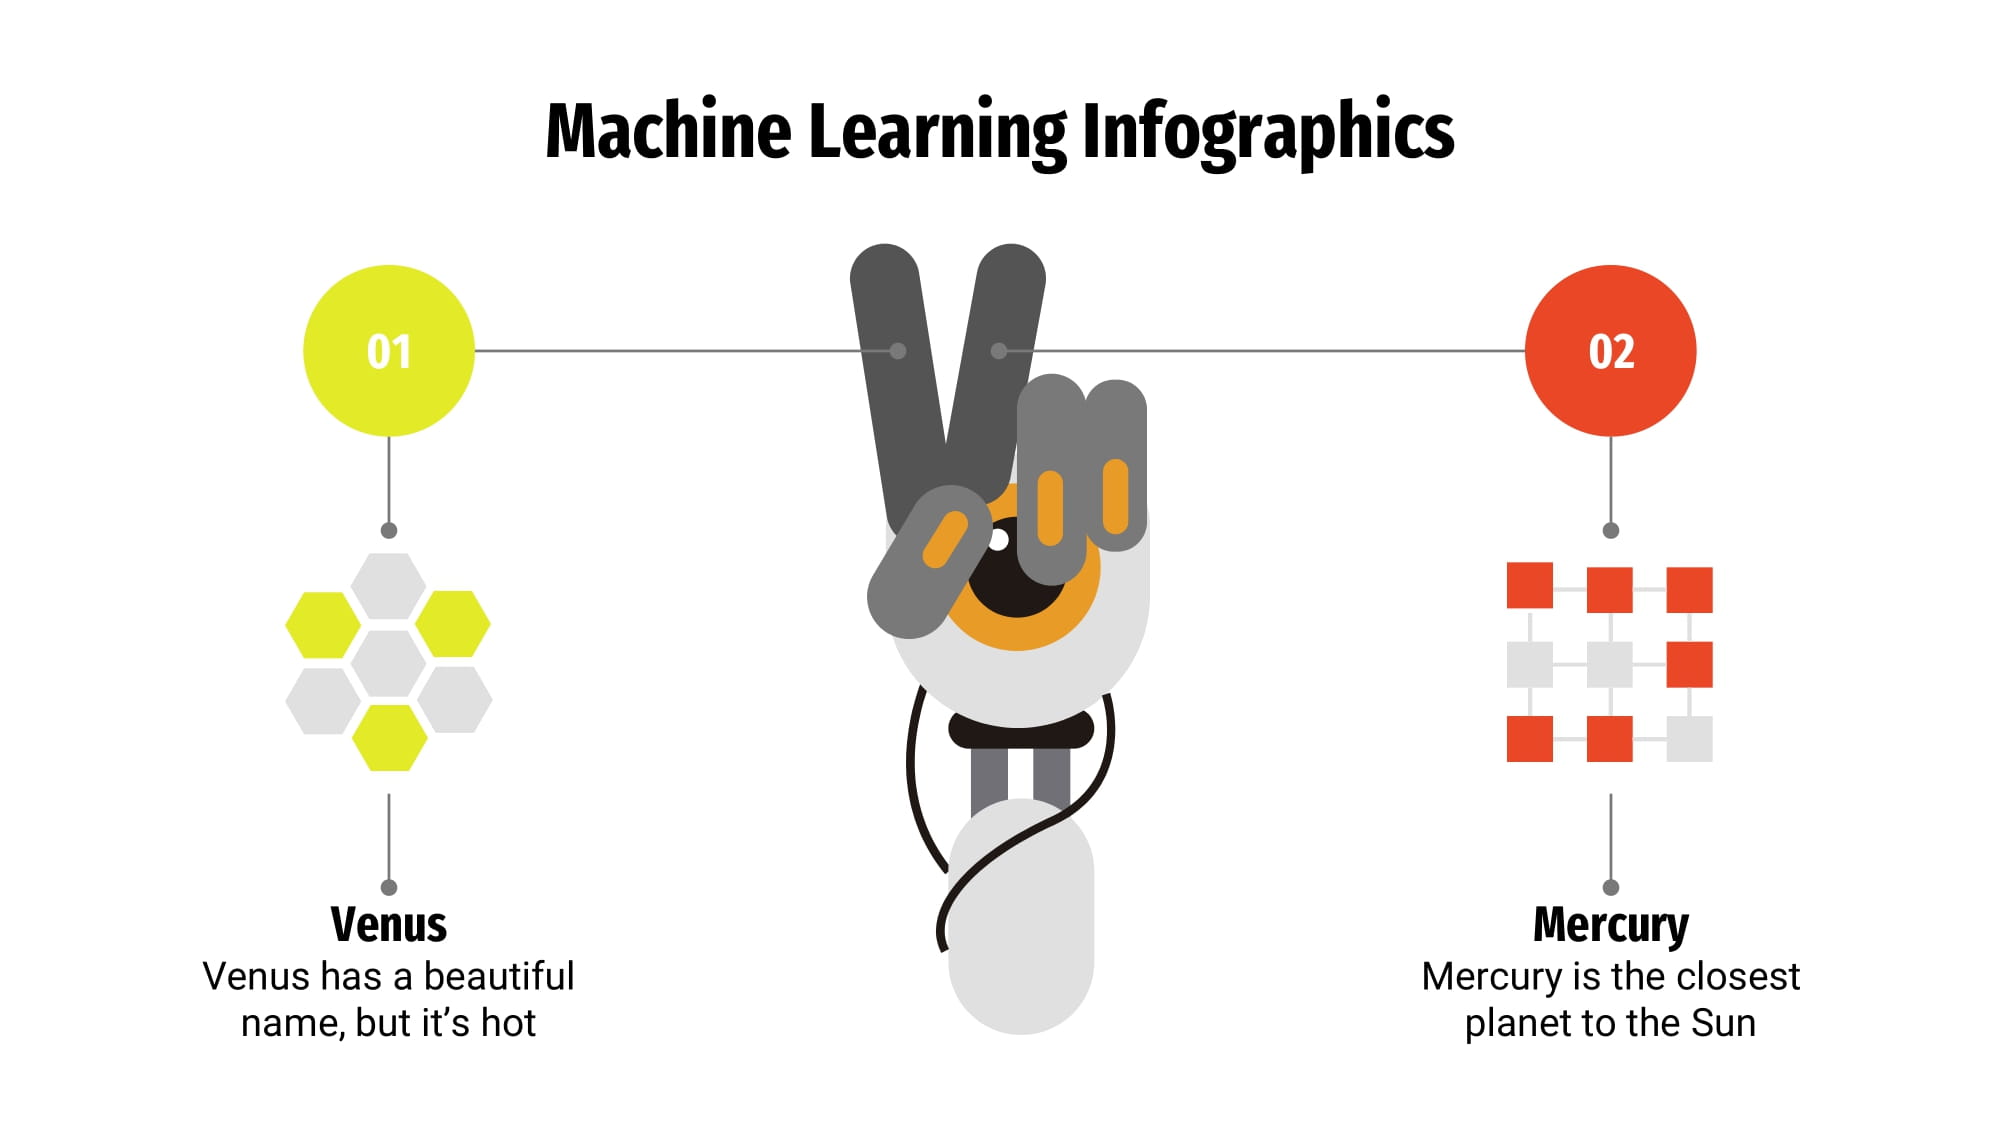 Machine Learning Infographics
01
02
Venus
Venus has a beautiful
name, but it’s hot
Mercury
Mercury is the closest
planet to the Sun